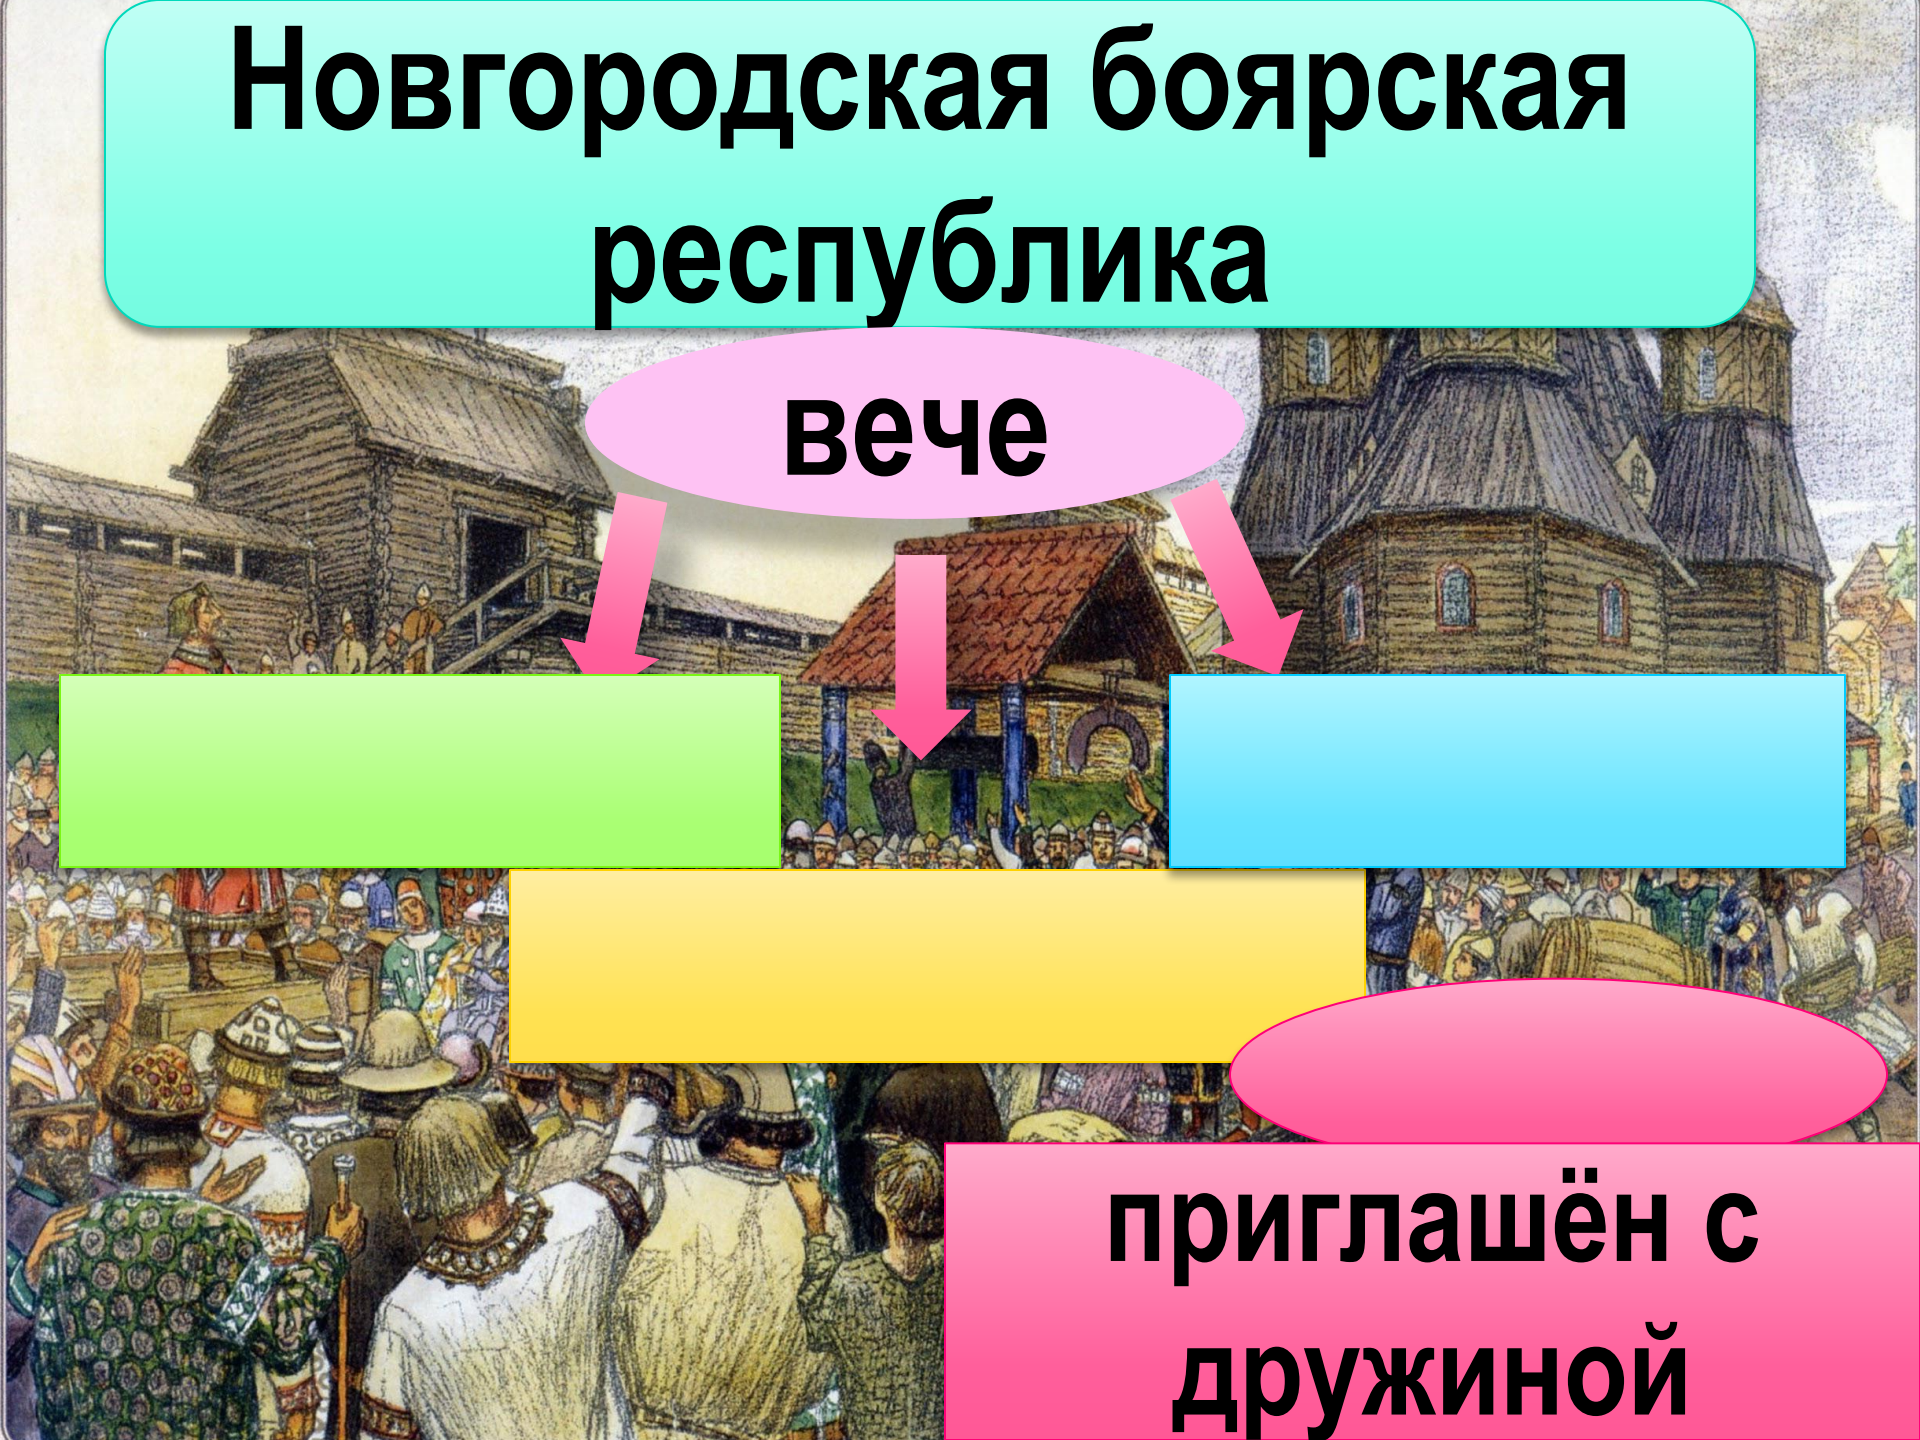 Новгородская боярская
республика
вече
приглашён с
дружиной